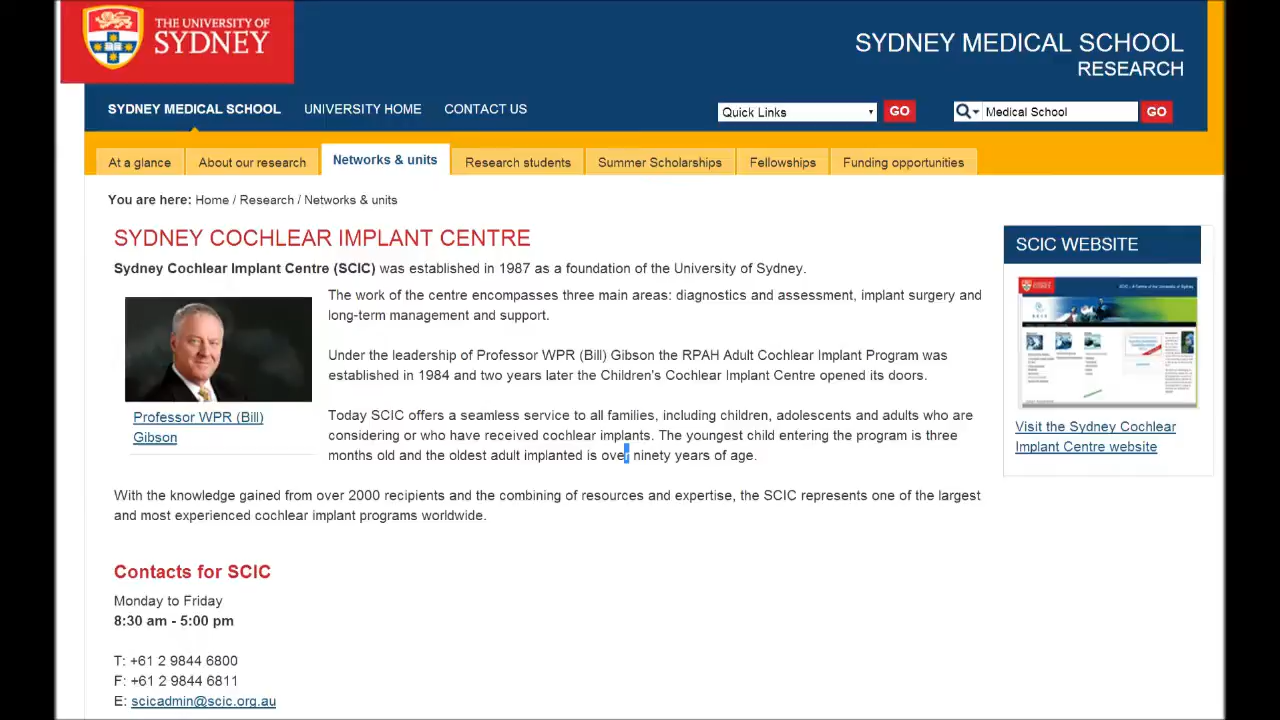 THE UNIVERSITY OF
SYDNEY
SYDNEY MEDICAL SCHOOL
RESEARCH
SYDNEY MEDICAL SCHOOL UNIVERSITY HOME CONTACT US Quick Links GO Medical School GO
At a glance About our research Networks & units Research students Summer Scholarships Fellowships Funding opportunities
You are here: Home / Research / Networks & units
SYDNEY COCHLEAR IMPLANT CENTRE
Sydney Cochlear Implant Centre (SCIC) was established in 1987 as a foundation of the University of Sydney.
The work of the centre encompasses three main areas: diagnostics and assessment, implant surgery and
long-term management and support.
Under the leadership of Professor WPR (Bill) Gibson the RPAH Adult Cochlear Implant Program was
established in 1984 and two years later the Children's Cochlear Implant Centre opened its doors.
Professor WPR (Bill)
Gibson
Today SCIC offers a seamless service to all families, including children, adolescents and adults who are
considering or who have received cochlear implants. The youngest child entering the program is three
months old and the oldest adult implanted is over ninety years of age.
With the knowledge gained from over 2000 recipients and the combining of resources and expertise, the SCIC represents one of the largest
and most experienced cochlear implant programs worldwide.
Contacts for SCIC
Monday to Friday
8:30 am - 5:00 pm
T: +61 2 9844 6800
F: +61 2 9844 6811
E: scicadmin@scic.org.au
SCIC WEBSITE
Visit the Sydney Cochlear
Implant Centre website